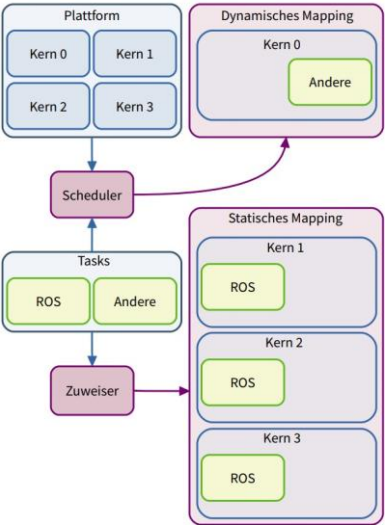 Plattform
Kern 0
Kern 1
Kern 2
Kern 3
Dynamisches Mapping
Kern 0
Andere
Scheduler
Tasks
ROS
Andere
Zuweiser
Statisches Mapping
Kern 1
ROS
Kern 2
ROS
Kern 3
ROS